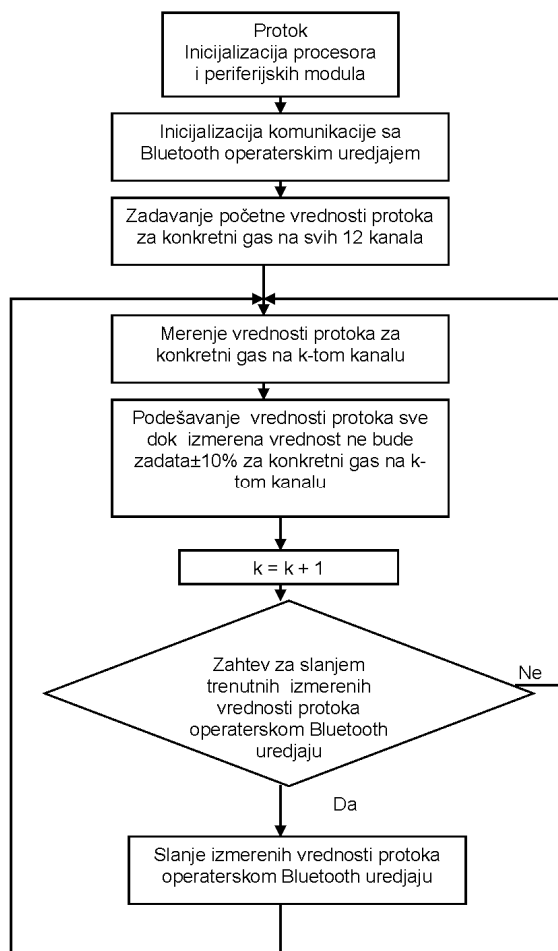 Protok
Inicijalizacija procesora
i periferijskih modula
Inicijalizacija komunikacije sa
Bluetooth operaterskim uredjajem
Zadavanje početne vrednosti protoka
za konkretni gas na svih 12 kanala
Merenje vrednosti protoka za
konkretni gas na k-tom kanalu
Podešavanje vrednosti protoka sve
dok izmerena vrednost ne bude
zadata±10% za konkretni gas na k-
tom kanalu
k = k + 1
Zahtev za slanjem
trenutnih izmerenih
vrednosti protoka
operaterskom Bluetooth
uredjaju
Ne
Da
Slanje izmerenih vrednosti protoka
operaterskom Bluetooth uredjaju